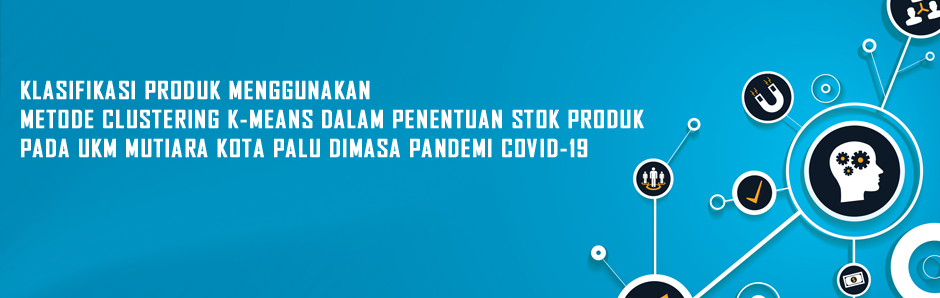 KLASIFIKASI PRODUK MENGGUNAKAN
METODE CLUSTERING K-MEANS DALAM PENENTUAN STOK PRODUK
PADA UKM MUTIARA KOTA PALU DIMASA PANDEMI COVID-19